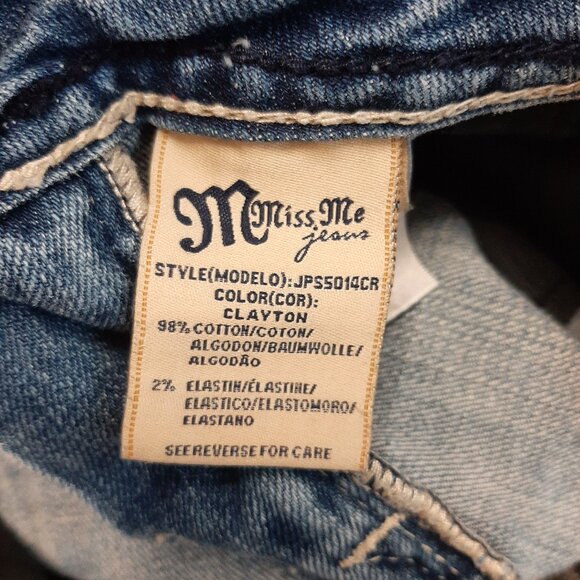 M Miss Me
jeans
STYLE(MODELO):JPS5014CR
COLOR(COR):
CLAYTON
98% COTTON/COTON/
ALGODON/BAUMWOLLE/
ALGODÃO
2% ELASTIN/ÉLASTINE/
ELASTICO/ELASTOMORO/
ELASTANO
SEE REVERSE FOR CARE